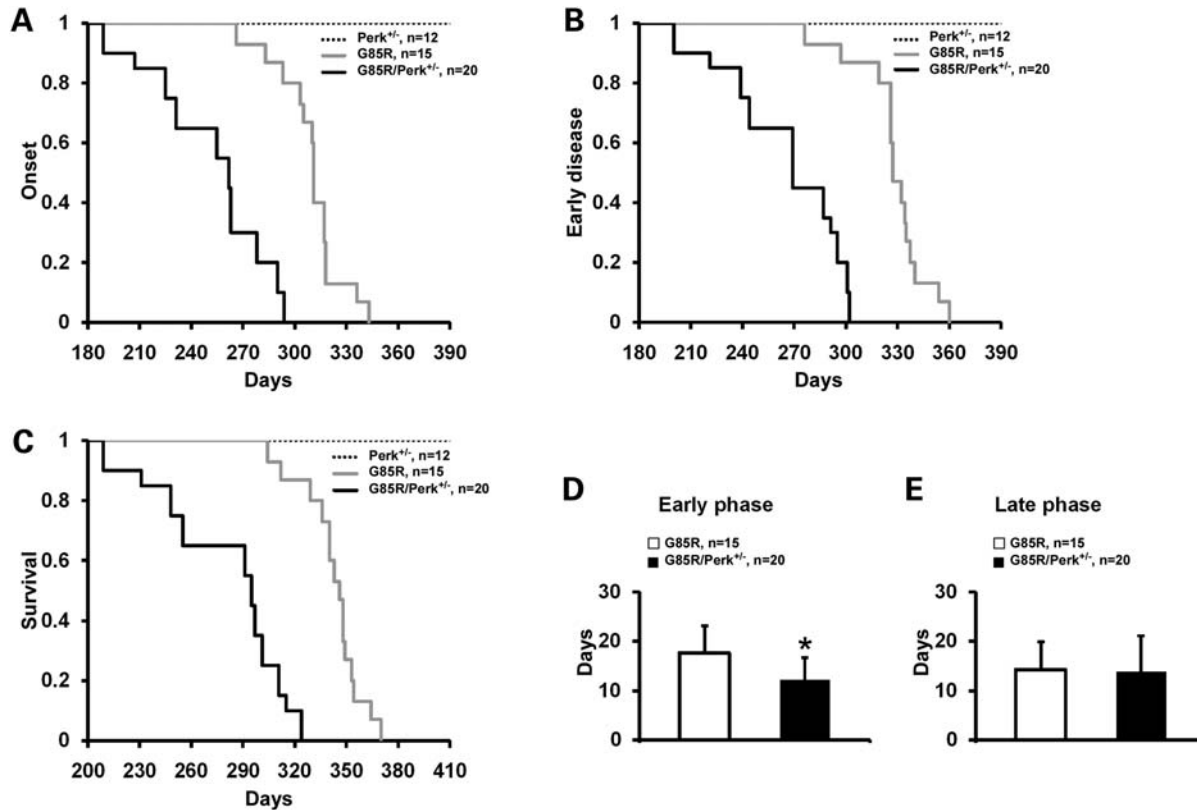 A
Onset
1
0.8
0.6
0.4
0.2
0
Perk+/-, n=12
G85R, n=15
G85R/Perk+/-, n=20
180 210 240 270 300 330 360 390
Days
B
Early disease
1
0.8
0.6
0.4
0.2
0
Perk+/-, n=12
G85R, n=15
G85R/Perk+/-, n=20
180 210 240 270 300 330 360 390
Days
C
Survival
1
0.8
0.6
0.4
0.2
0
Perk+/-, n=12
G85R, n=15
G85R/Perk+/-, n=20
200 230 260 290 320 350 380 410
Days
D
Early phase
G85R, n=15
G85R/Perk+/-, n=20
Days
30
20
10
0
*
E
Late phase
G85R, n=15
G85R/Perk+/-, n=20
Days
30
20
10
0